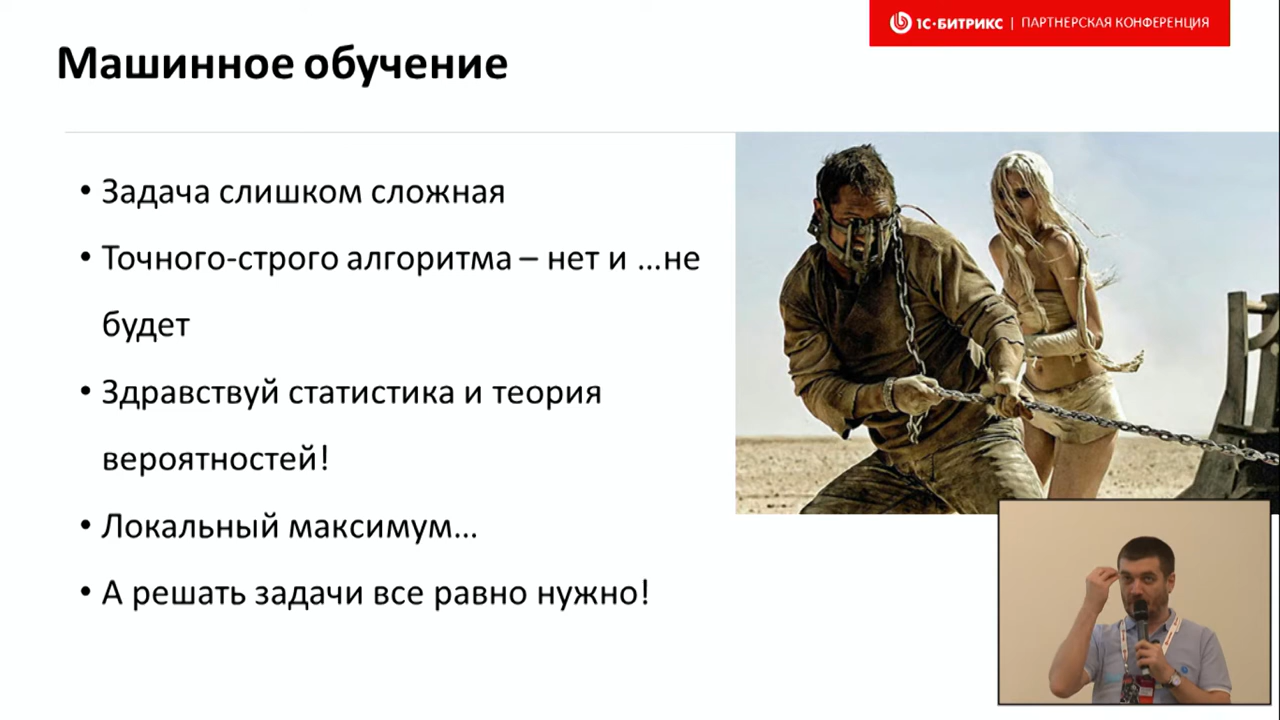 1С-БИТРИКС | ПАРТНЕРСКАЯ КОНФЕРЕНЦИЯ
Машинное обучение
• Задача слишком сложная
• Точного-строго алгоритма – нет и …не
будет
• Здравствуй статистика и теория
вероятностей!
• Локальный максимум…
• А решать задачи все равно нужно!